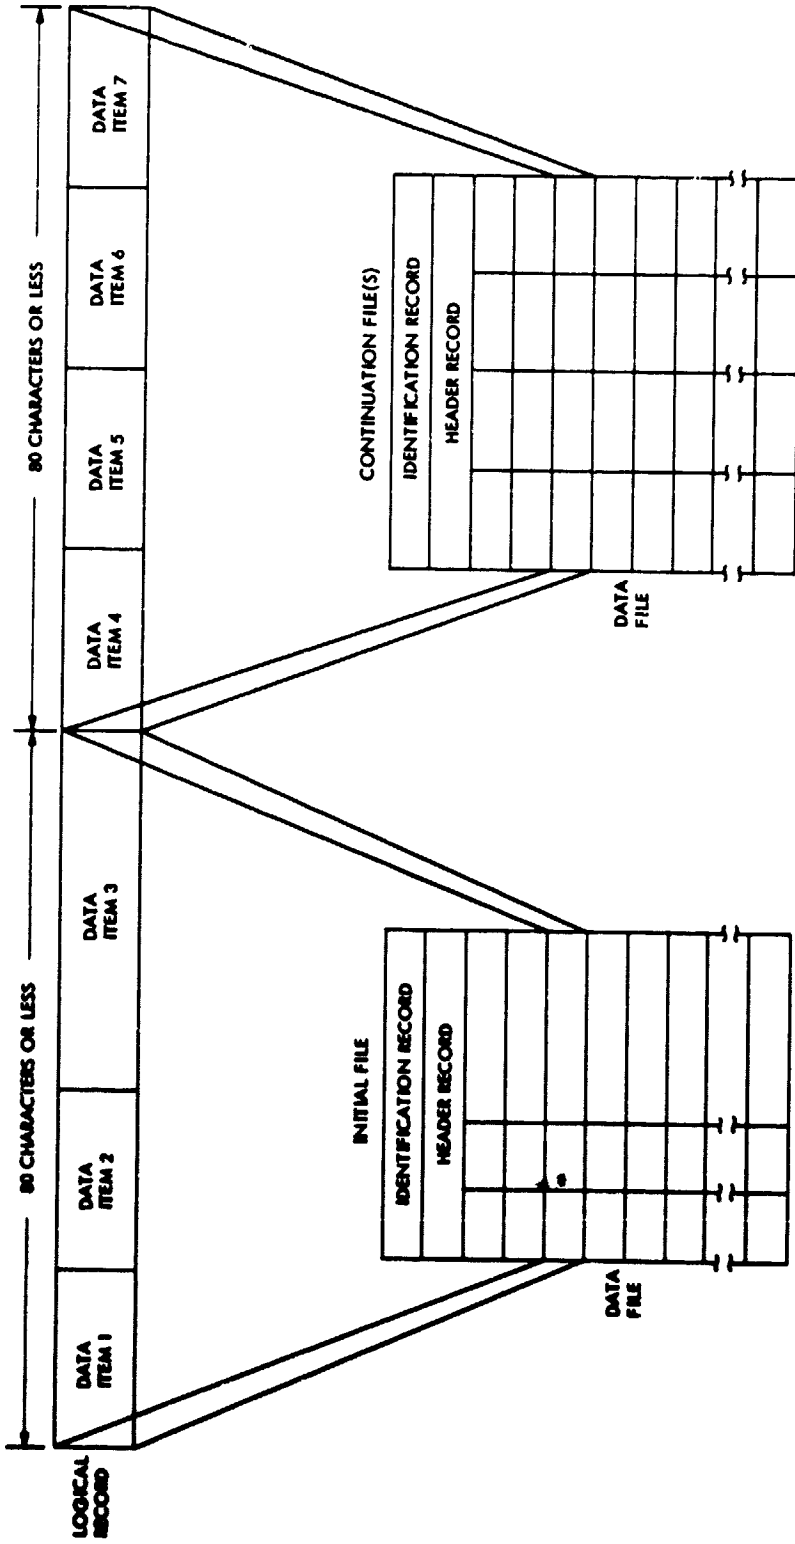 80 CHARACTERS OR LESS
80 CHARACTERS OR LESS
LOGICAL
RECORD
DATA
ITEM 1
DATA
ITEM 2
DATA
ITEM 3
DATA
ITEM 4
DATA
ITEM 5
DATA
ITEM 6
DATA
ITEM 7
INITIAL FILE
IDENTIFICATION RECORD
HEADER RECORD
DATA
FILE
CONTINUATION FILE(S)
IDENTIFICATION RECORD
HEADER RECORD
DATA
FILE